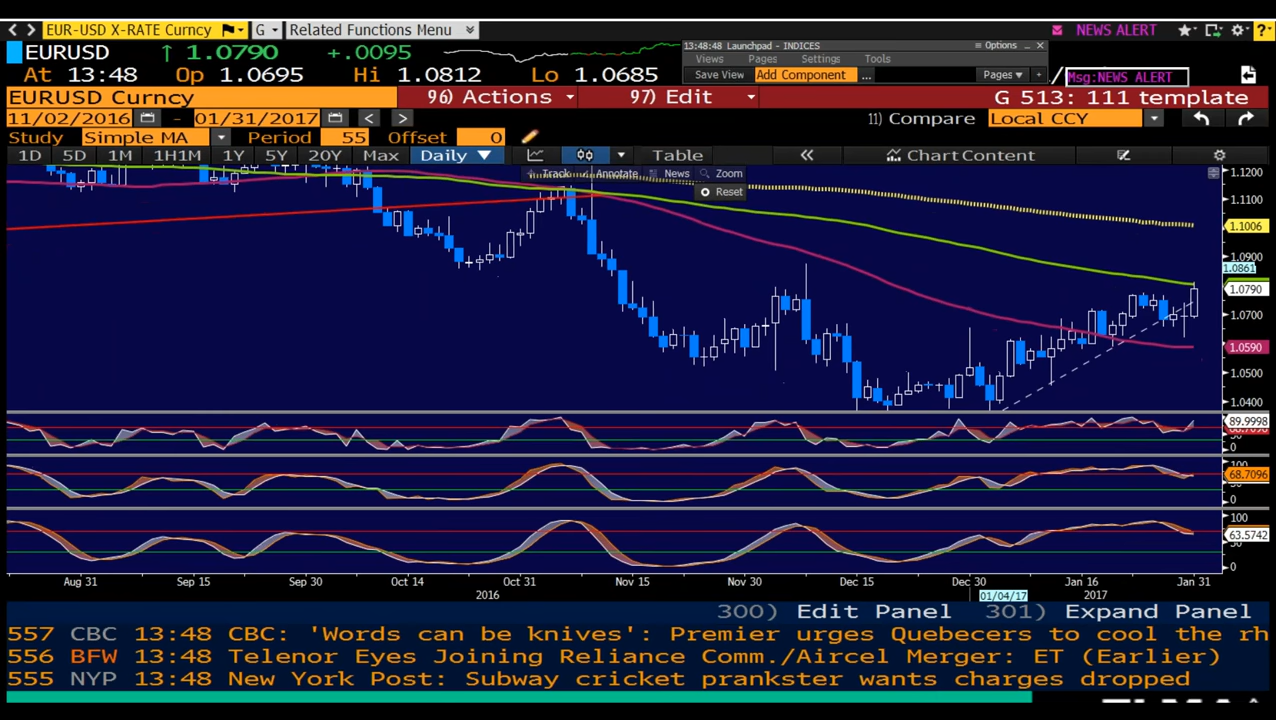 EUR-USD X-RATE Curncy G Related Functions Menu NEWS ALERT ?
EURUSD ↑ 1.0790 +.0095 13:48:48 Launchpad - INDICES Options
Views Pages Settings Tools
At 13:48 Op 1.0695 Hi 1.0812 Lo 1.0685 Save View Add Component ... Pages + / Msg:NEWS ALERT
EURUSD Curncy 96) Actions 97) Edit G 513: 111 template
11/02/2016 - 01/31/2017 < > 11) Compare Local CCY
Study Simple MA Period 55 Offset 0
1D 5D 1M 1H1M 1Y 5Y 20Y Max Daily ▼ Table « Chart Content
+ Track Annotate News Zoom
Reset
1.1200
1.1100
1.1006
1.0900
1.0861
1.0790
1.0700
1.0590
1.0500
1.0400
89.9998
0
100
68.7096
0
100
63.5742
0
Aug 31 Sep 15 Sep 30 Oct 14 Oct 31 Nov 15 Nov 30 Dec 15 Dec 30 Jan 16 Jan 31
2016 01/04/17 2017
300) Edit Panel 301) Expand Panel
557 CBC 13:48 CBC: 'Words can be knives': Premier urges Quebecers to cool the rh
556 BFW 13:48 Telenor Eyes Joining Reliance Comm./Aircel Merger: ET (Earlier)
555 NYP 13:48 New York Post: Subway cricket prankster wants charges dropped